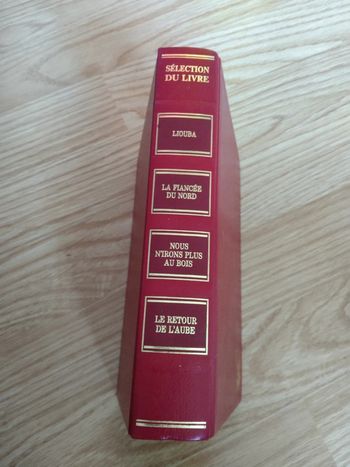 SÉLECTION
DU LIVRE
LIOUBA
LA FIANCÉE
DU NORD
NOUS
N'IRONS PLUS
AU BOIS
LE RETOUR
DE L'AUBE